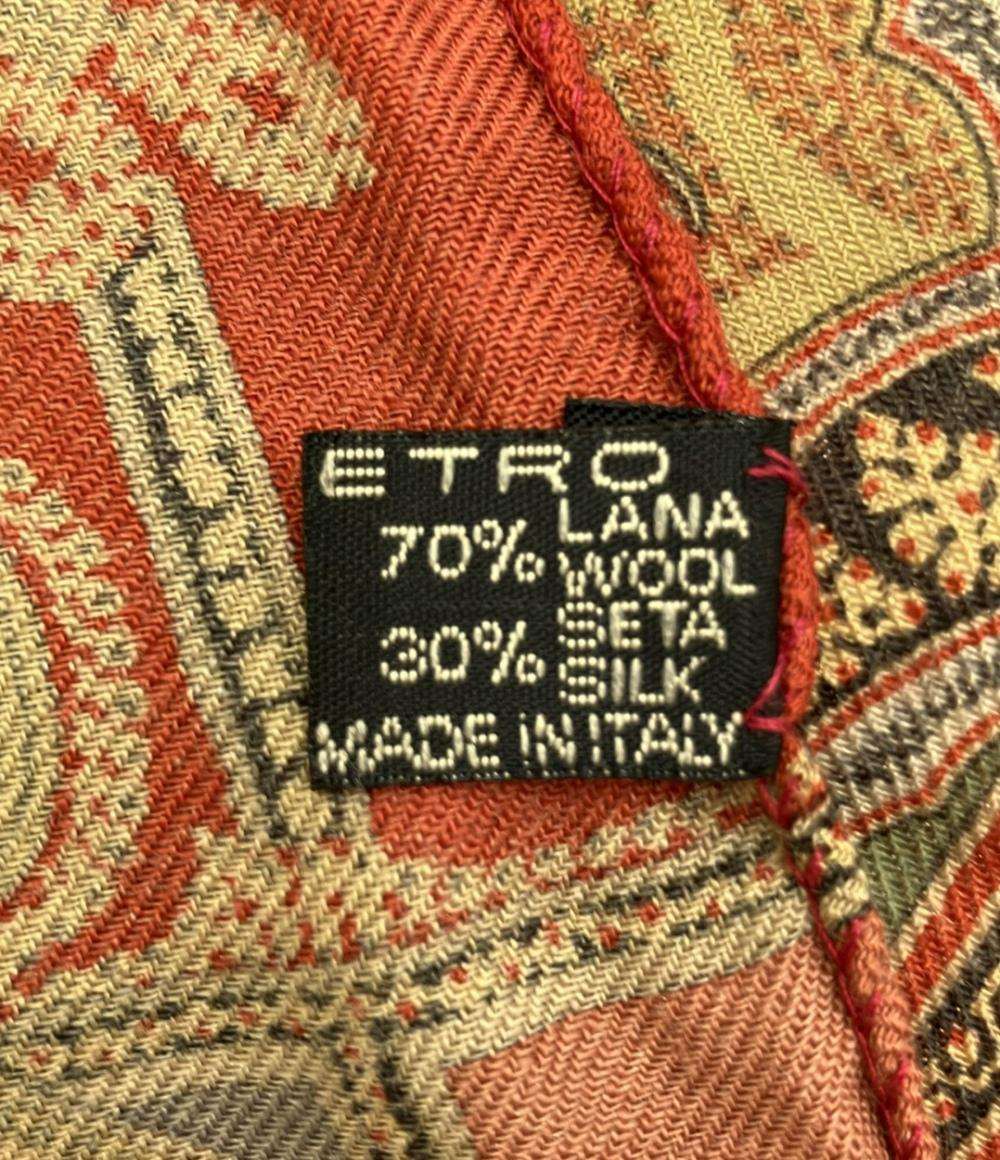 ETRO
70% LANA
WOOL
30% SETA
SILK
MADE IN ITALY